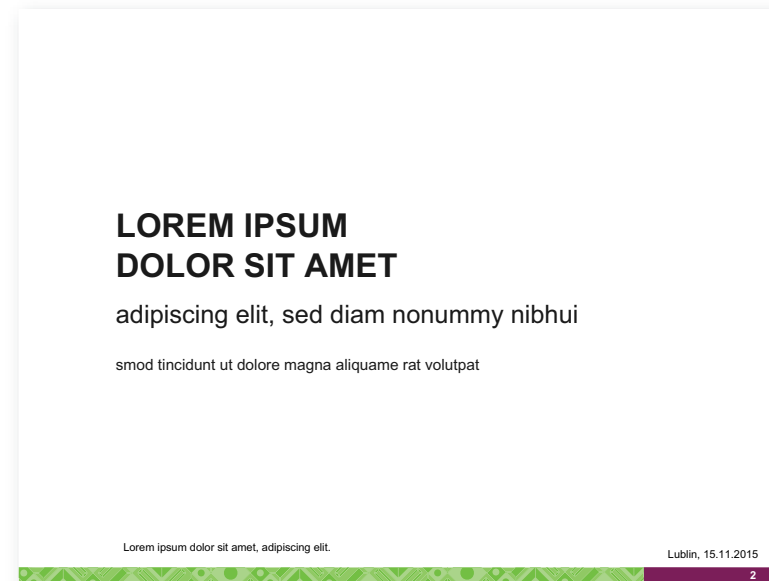 LOREM IPSUM
DOLOR SIT AMET
adipiscing elit, sed diam nonummy nibhui
smod tincidunt ut dolore magna aliquame rat volutpat
Lorem ipsum dolor sit amet, adipiscing elit.
Lublin, 15.11.2015
2